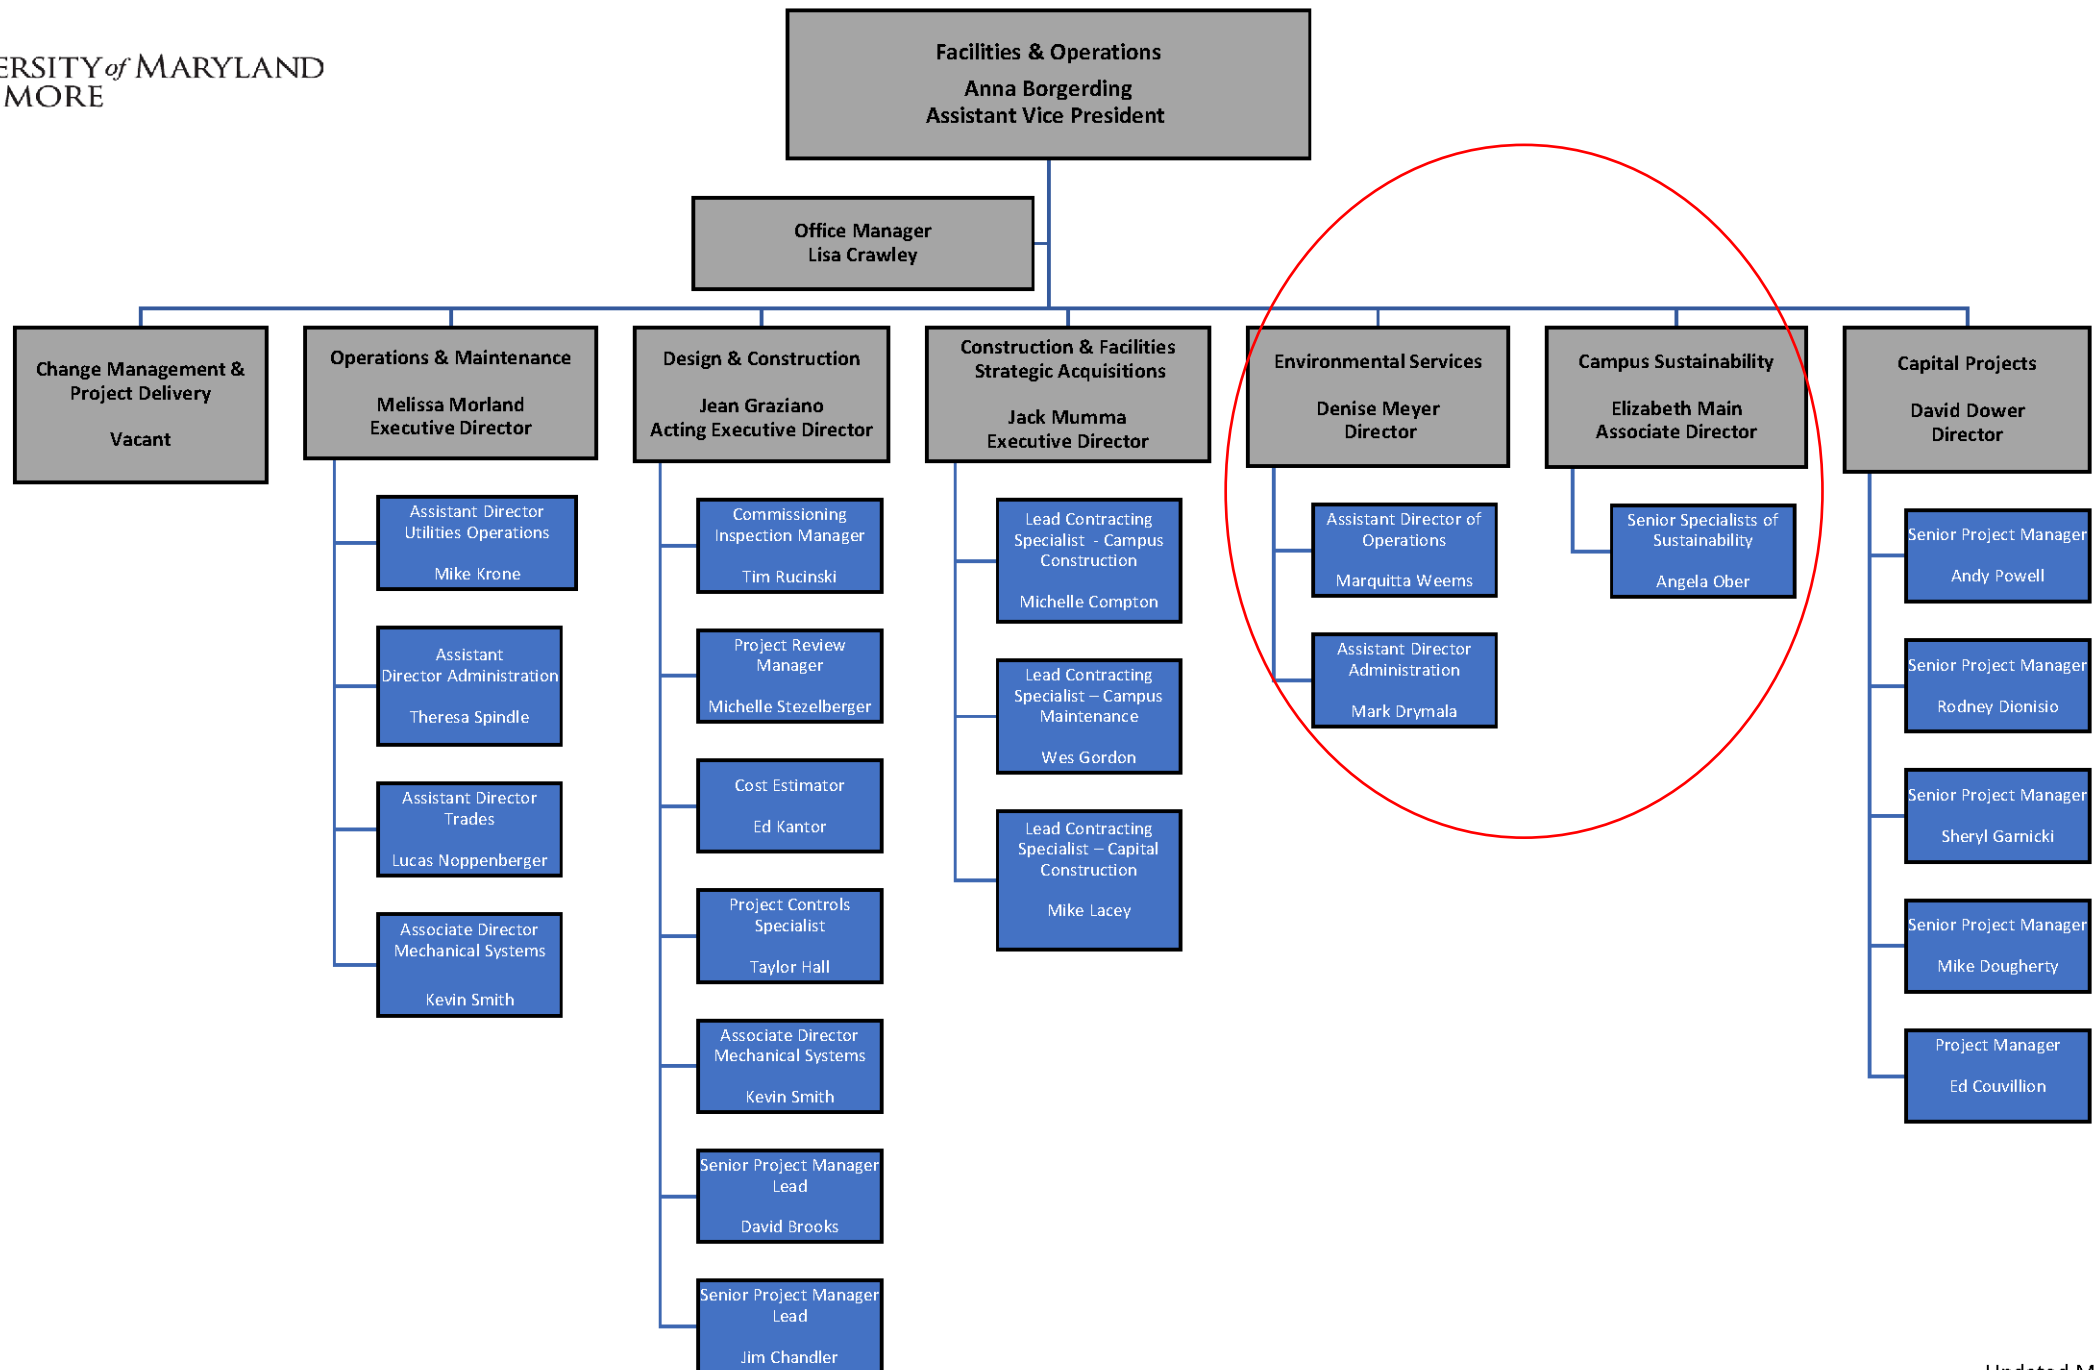 ERSITY of MARYLAND
MORE
Facilities & Operations
Anna Borgerding
Assistant Vice President
Office Manager
Lisa Crawley
Change Management &
Project Delivery
Vacant
Operations & Maintenance
Melissa Morland
Executive Director
Assistant Director
Utilities Operations
Mike Krone
Assistant
Director Administration
Theresa Spindle
Assistant Director
Trades
Lucas Noppenberger
Associate Director
Mechanical Systems
Kevin Smith
Design & Construction
Jean Graziano
Acting Executive Director
Commissioning
Inspection Manager
Tim Rucinski
Project Review
Manager
Michelle Stezelberger
Cost Estimator
Ed Kantor
Project Controls
Specialist
Taylor Hall
Associate Director
Mechanical Systems
Kevin Smith
Senior Project Manager
Lead
David Brooks
Senior Project Manager
Lead
Jim Chandler
Construction & Facilities
Strategic Acquisitions
Jack Mumma
Executive Director
Lead Contracting
Specialist - Campus
Construction
Michelle Compton
Lead Contracting
Specialist – Campus
Maintenance
Wes Gordon
Lead Contracting
Specialist – Capital
Construction
Mike Lacey
Environmental Services
Denise Meyer
Director
Assistant Director of
Operations
Marquitta Weems
Assistant Director
Administration
Mark Drymala
Campus Sustainability
Elizabeth Main
Associate Director
Senior Specialists of
Sustainability
Angela Ober
Capital Projects
David Dower
Director
Senior Project Manager
Andy Powell
Senior Project Manager
Rodney Dionisio
Senior Project Manager
Sheryl Garnicki
Senior Project Manager
Mike Dougherty
Project Manager
Ed Couvillion
Updated M